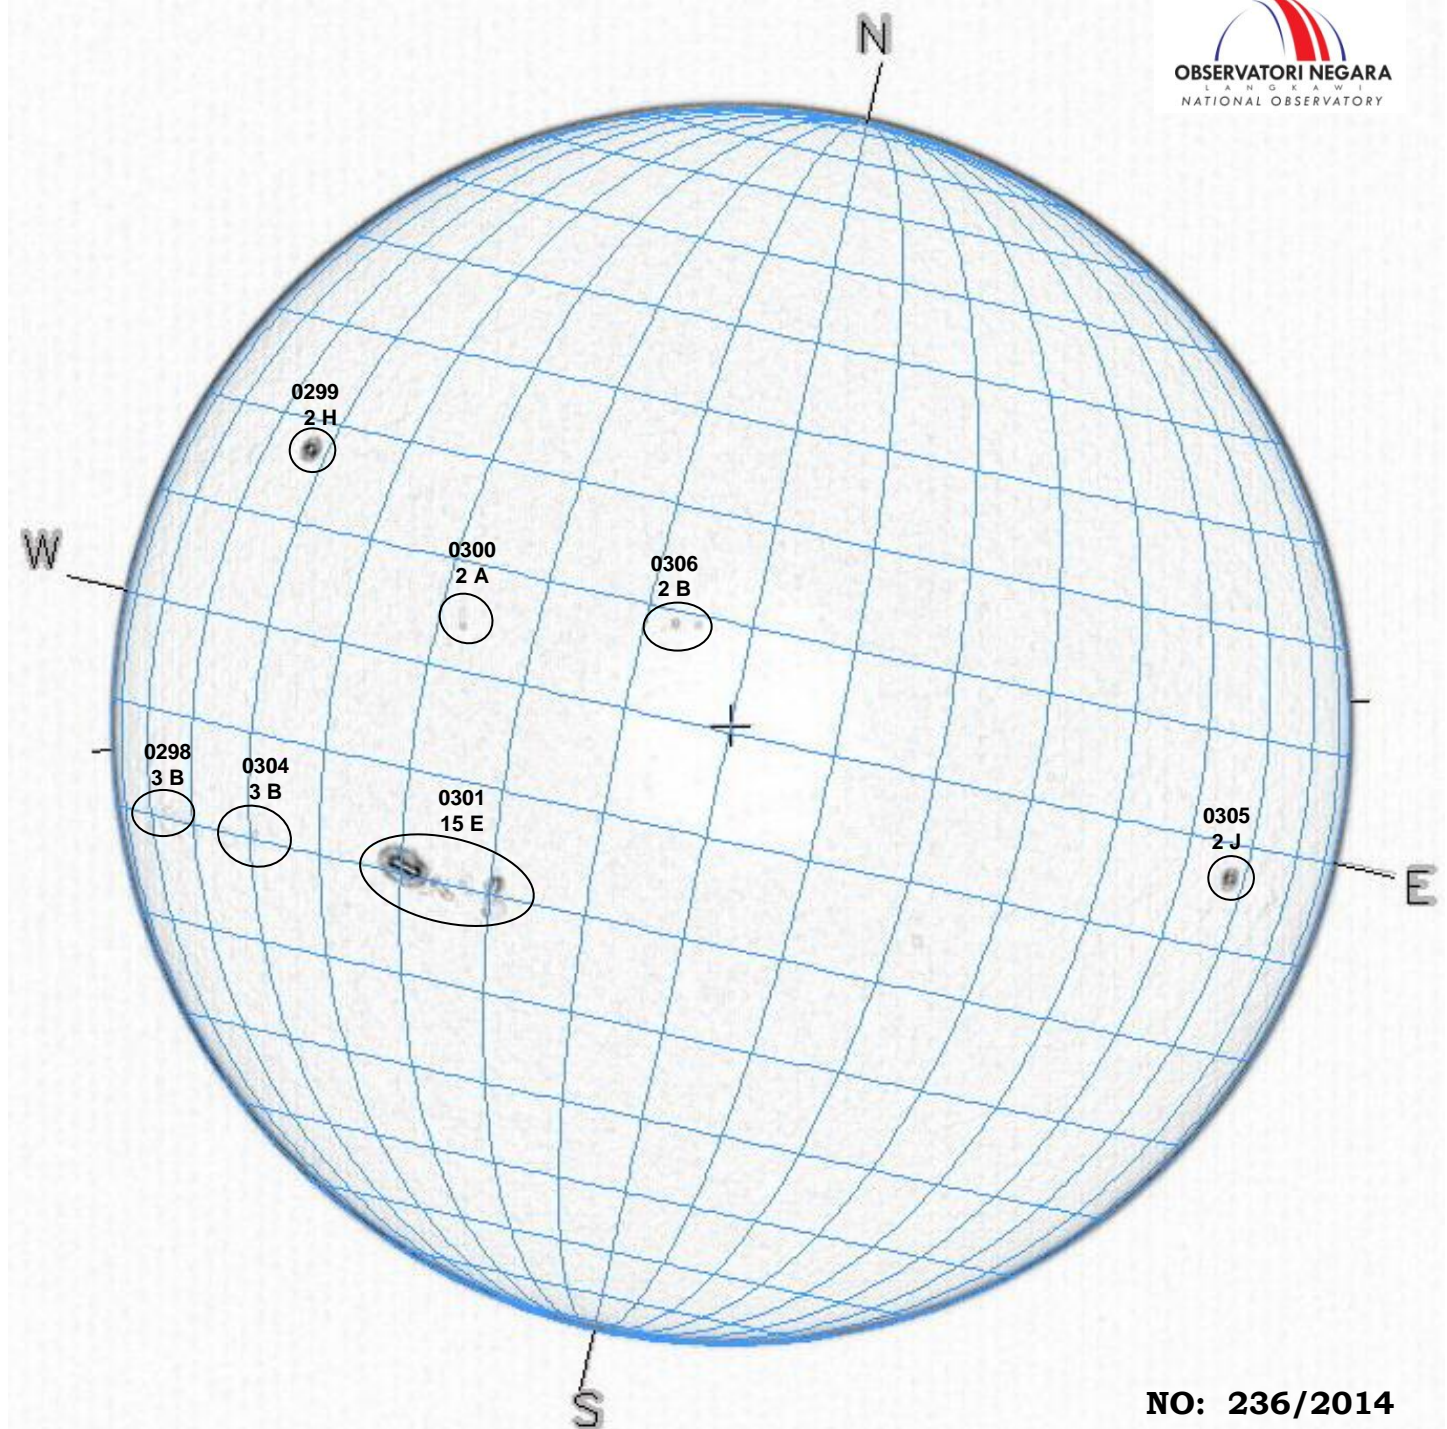 N
OBSERVATORI NEGARA
LANGKAWI
NATIONAL OBSERVATORY
0299
2 H
W
0300
2 A
0306
2 B
0298
3 B
0304
3 B
0301
15 E
0305
2 J
E
S
NO: 236/2014